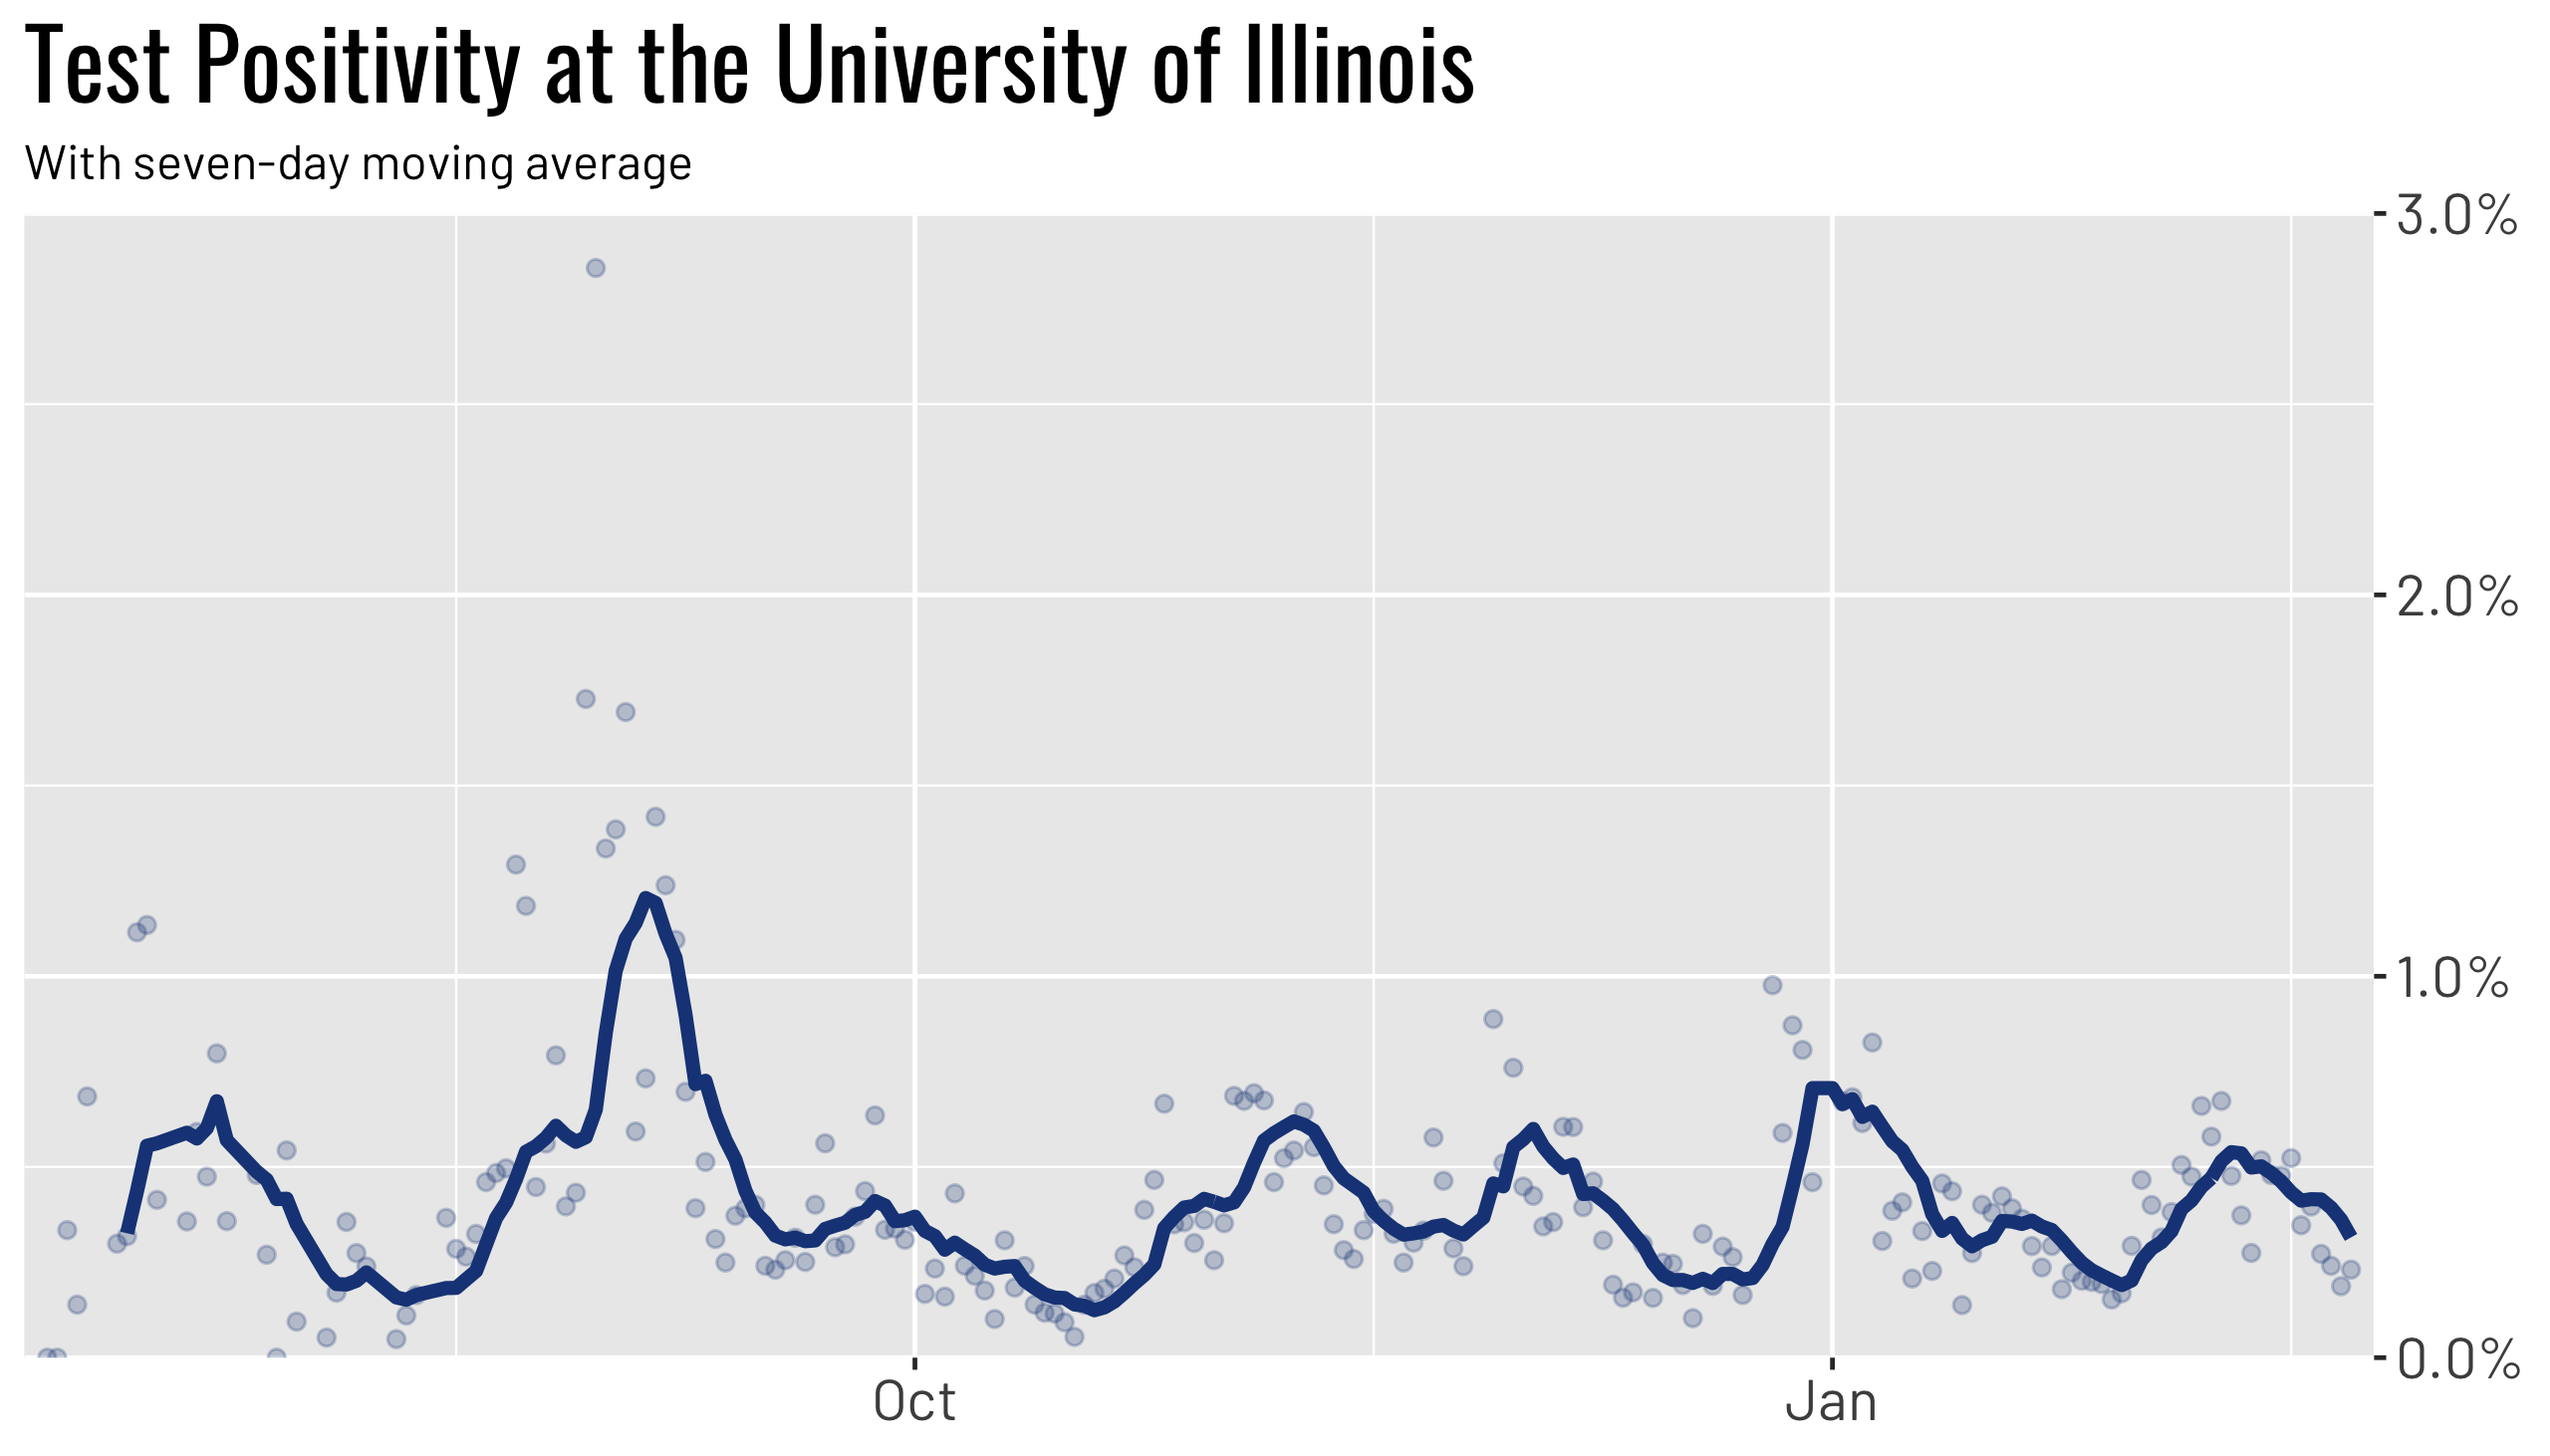 Test Positivity at the University of Illinois
With seven-day moving average
3.0%
2.0%
1.0%
0.0%
Oct
Jan